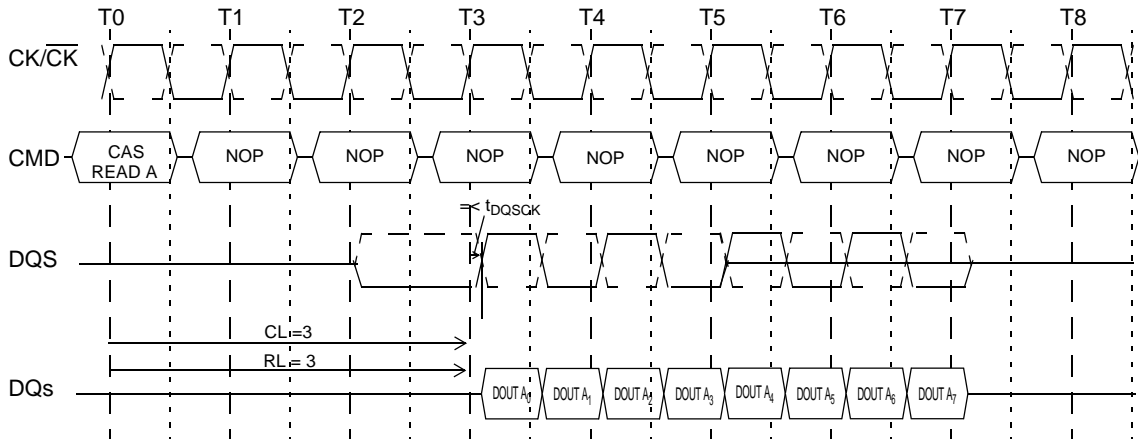 T0 T1 T2 T3 T4 T5 T6 T7 T8
CK/CK
CMD CAS READ A NOP NOP NOP NOP NOP NOP NOP NOP
=< tDQSCK
DQS
CL =3
RL = 3
DQs DOUT A0 DOUT A1 DOUT A2 DOUT A3 DOUT A4 DOUT A5 DOUT A6 DOUT A7